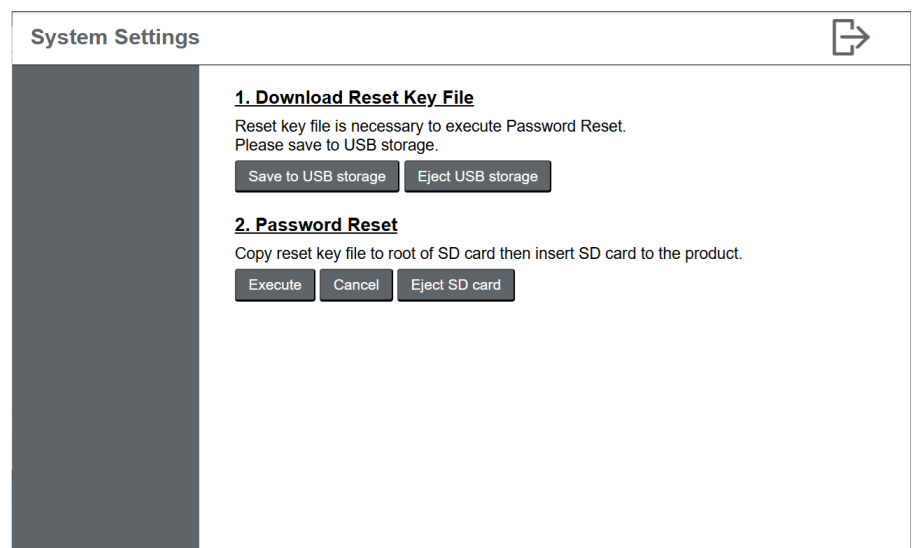 System Settings
1. Download Reset Key File
Reset key file is necessary to execute Password Reset.
Please save to USB storage.
Save to USB storage Eject USB storage
2. Password Reset
Copy reset key file to root of SD card then insert SD card to the product.
Execute Cancel Eject SD card